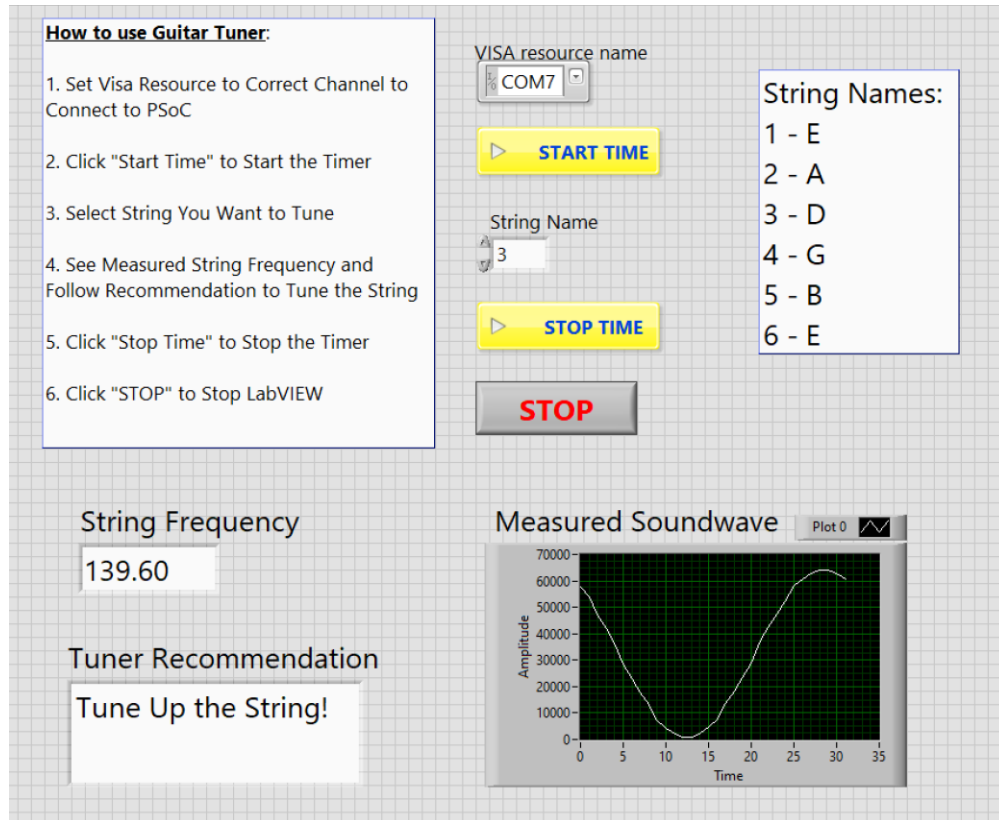 How to use Guitar Tuner:
1. Set Visa Resource to Correct Channel to
Connect to PSoC
2. Click "Start Time" to Start the Timer
3. Select String You Want to Tune
4. See Measured String Frequency and
Follow Recommendation to Tune the String
5. Click "Stop Time" to Stop the Timer
6. Click "STOP" to Stop LabVIEW
VISA resource name
I/O COM7
START TIME
String Name
3
STOP TIME
STOP
String Names:
1 - E
2 - A
3 - D
4 - G
5 - B
6 - E
String Frequency
139.60
Tuner Recommendation
Tune Up the String!
Measured Soundwave
Plot 0
Amplitude
70000
60000
50000
40000
30000
20000
10000
0
0 5 10 15 20 25 30 35
Time